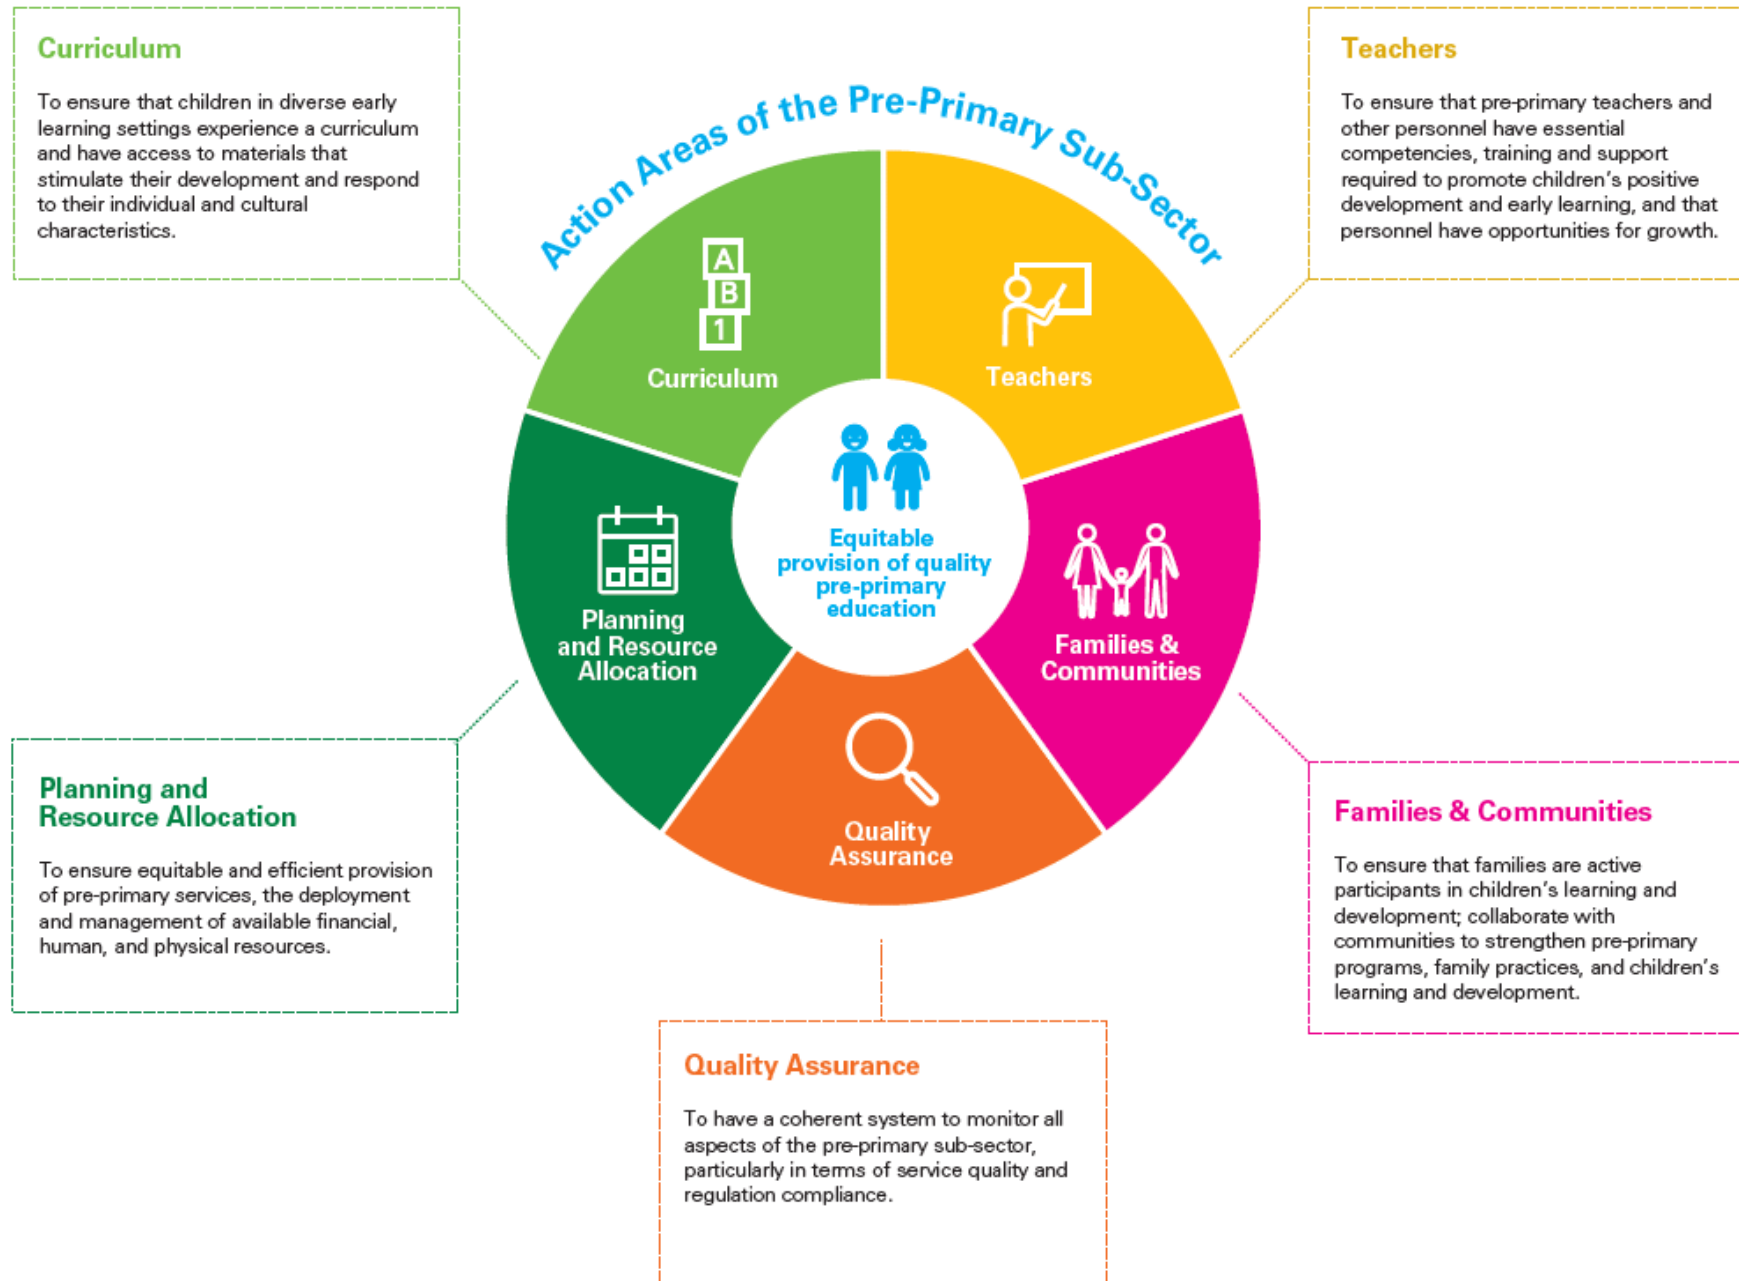 Curriculum
To ensure that children in diverse early
learning settings experience a curriculum
and have access to materials that
stimulate their development and respond
to their individual and cultural
characteristics.
Teachers
To ensure that pre-primary teachers and
other personnel have essential
competencies, training and support
required to promote children's positive
development and early learning, and that
personnel have opportunities for growth.
Action Areas of the Pre-Primary Sub-Sector
A
B
1
Curriculum
Teachers
Equitable
provision of quality
pre-primary
education
Planning
and Resource
Allocation
Families &
Communities
Quality
Assurance
Planning and
Resource Allocation
To ensure equitable and efficient provision
of pre-primary services, the deployment
and management of available financial,
human, and physical resources.
Families & Communities
To ensure that families are active
participants in children's learning and
development; collaborate with
communities to strengthen pre-primary
programs, family practices, and children's
learning and development.
Quality Assurance
To have a coherent system to monitor all
aspects of the pre-primary sub-sector,
particularly in terms of service quality and
regulation compliance.